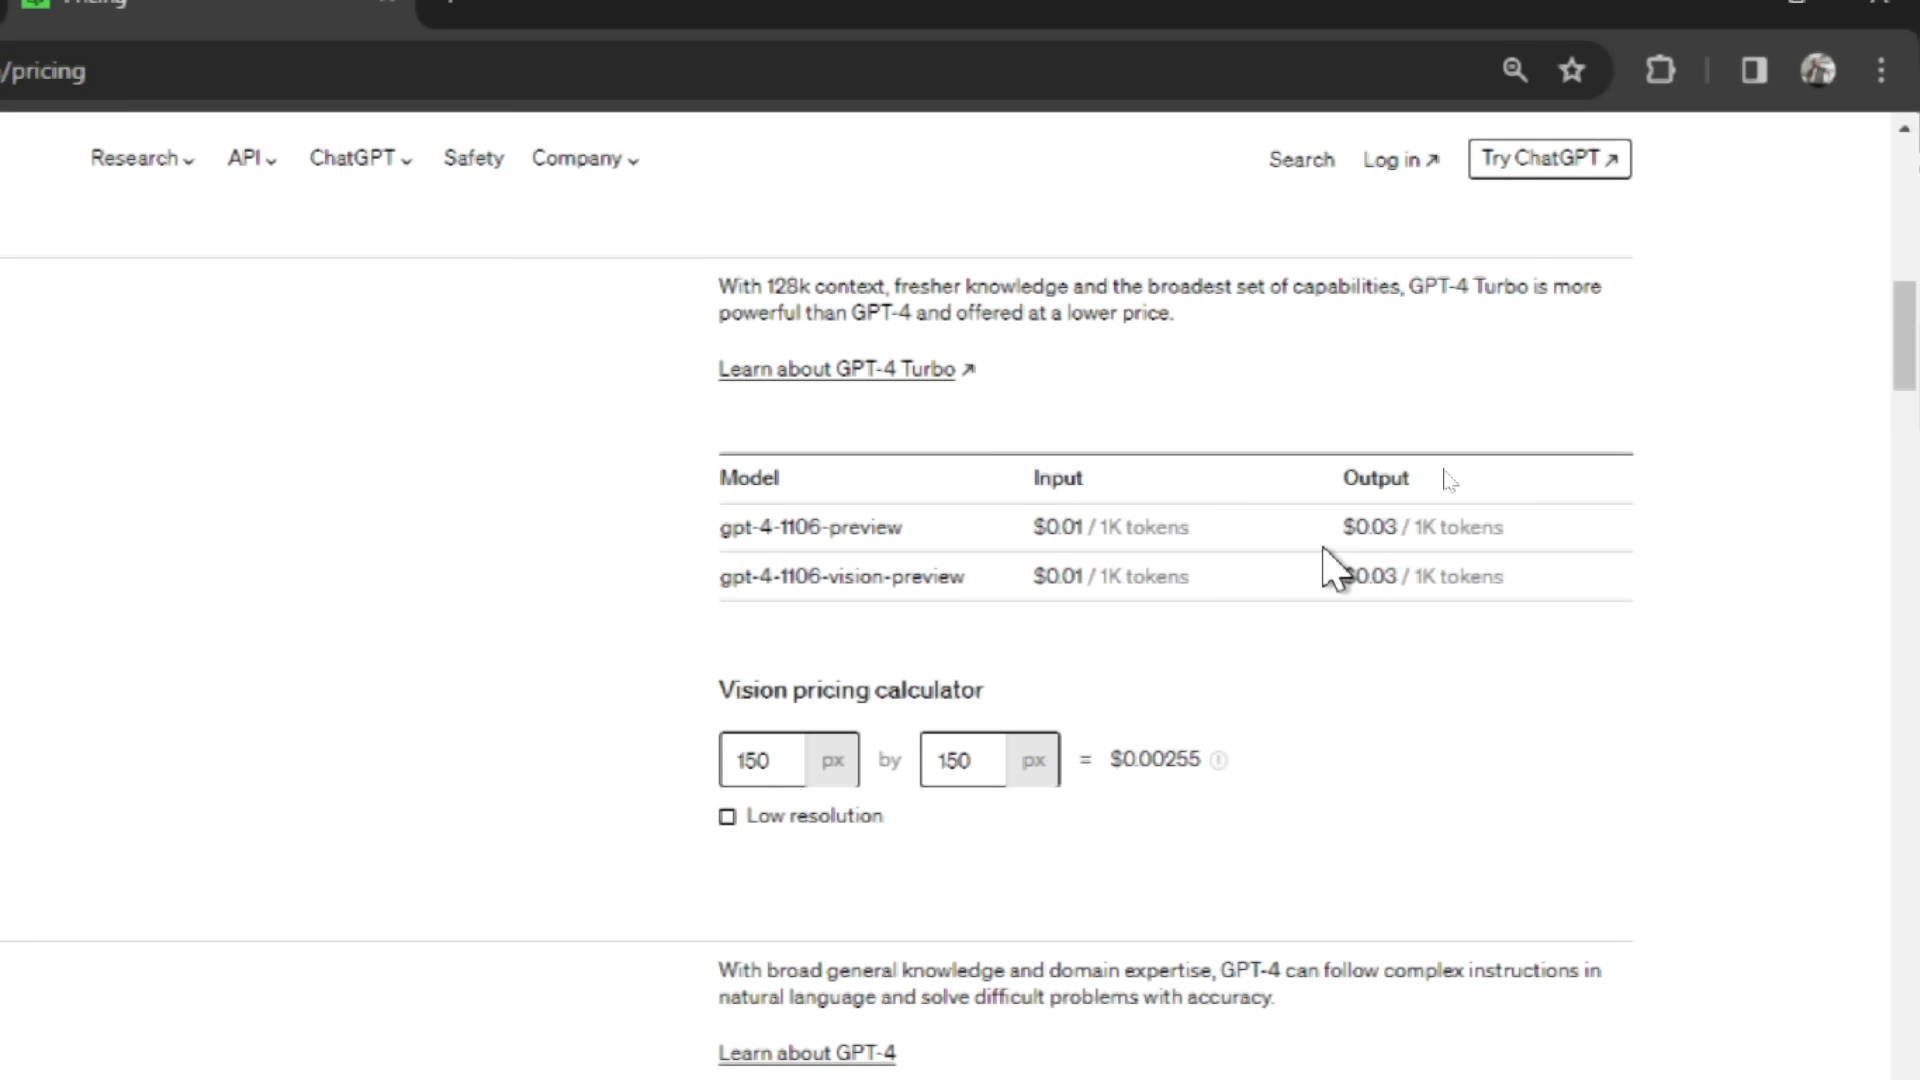 Pricing
/pricing
Research API ChatGPT Safety Company Search Log in ↗ Try ChatGPT ↗
With 128k context, fresher knowledge and the broadest set of capabilities, GPT-4 Turbo is more
powerful than GPT-4 and offered at a lower price.
Learn about GPT-4 Turbo ↗
Model Input Output
gpt-4-1106-preview $0.01 / 1K tokens $0.03 / 1K tokens
gpt-4-1106-vision-preview $0.01 / 1K tokens $0.03 / 1K tokens
Vision pricing calculator
150 px by 150 px = $0.00255
Low resolution
With broad general knowledge and domain expertise, GPT-4 can follow complex instructions in
natural language and solve difficult problems with accuracy.
Learn about GPT-4